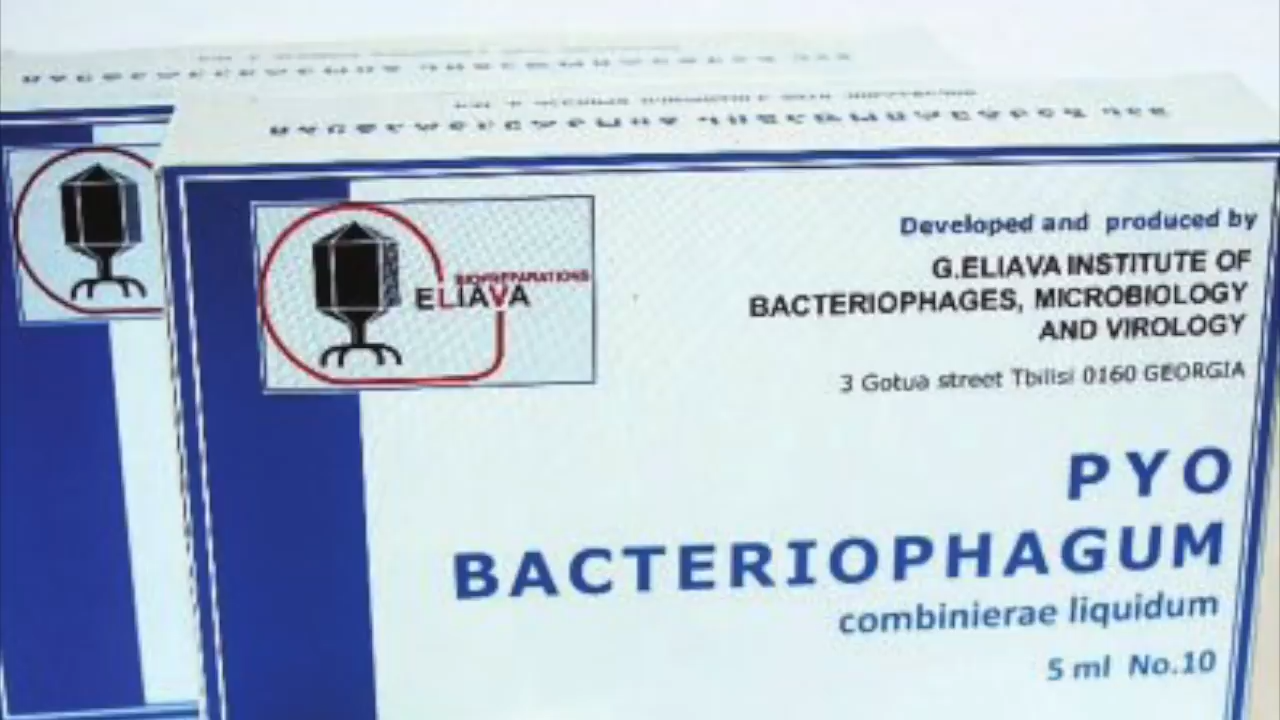 BIOPREPARATIONS
ELIAVA
Developed and produced by
G.ELIAVA INSTITUTE OF
BACTERIOPHAGES, MICROBIOLOGY
AND VIROLOGY
3 Gotua street Tbilisi 0160 GEORGIA
PYO
BACTERIOPHAGUM
combinierae liquidum
5 ml No.10